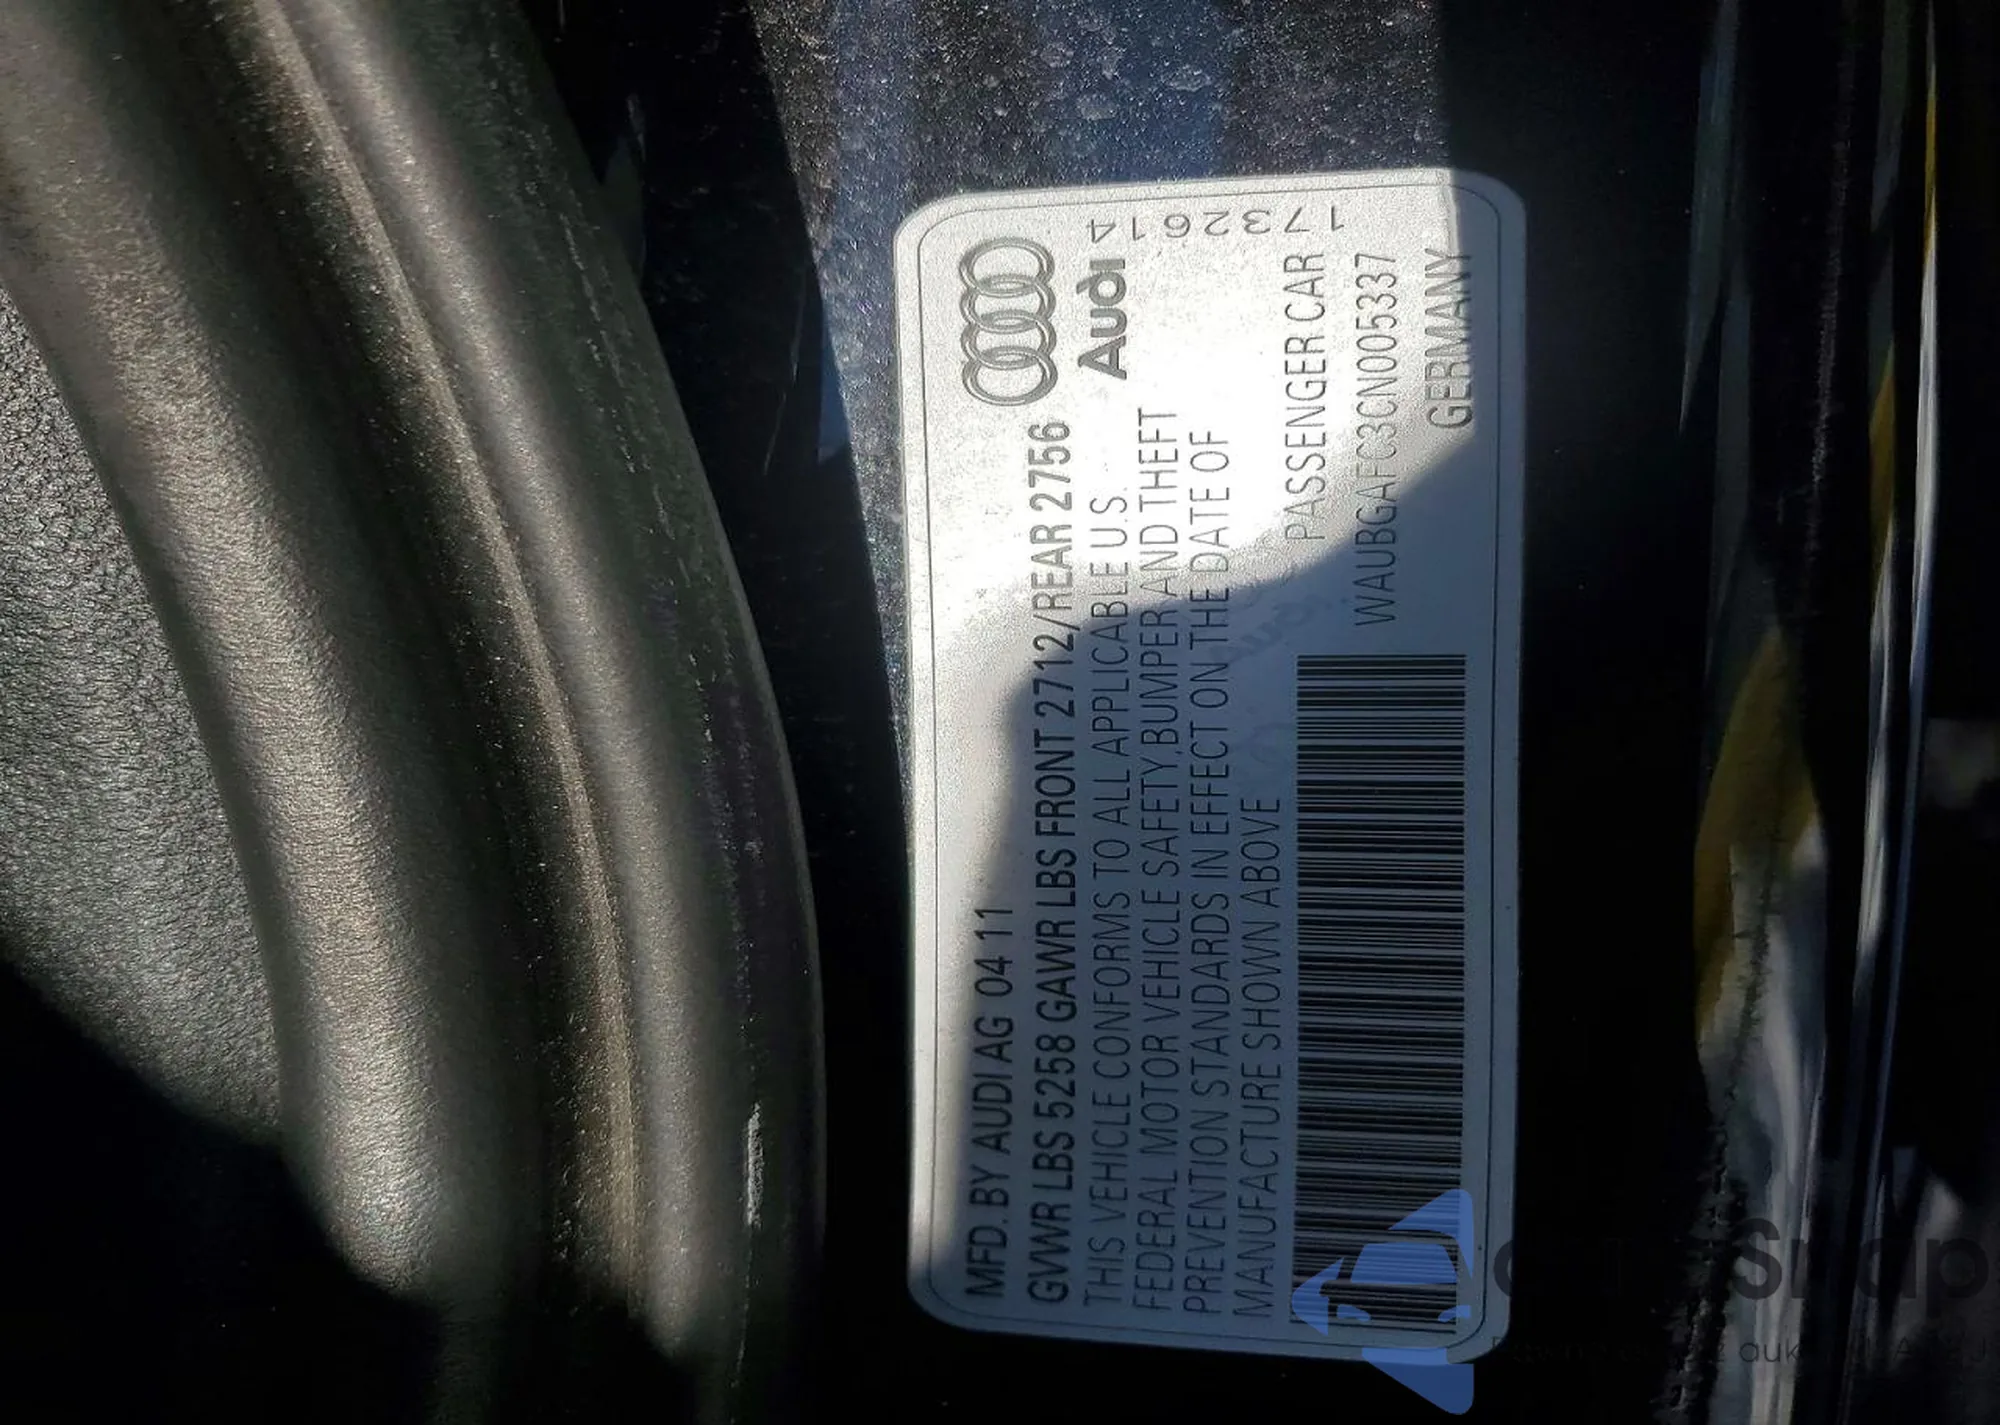 MFD. BY AUDI AG 04 11
GVWR LBS 5258 GAWR LBS FRONT 2712/REAR 2756
THIS VEHICLE CONFORMS TO ALL APPLICABLE U.S.
FEDERAL MOTOR VEHICLE SAFETY,BUMPER AND THEFT
PREVENTION STANDARDS IN EFFECT ON THE DATE OF
MANUFACTURE SHOWN ABOVE
Audi
1732614
PASSENGER CAR
WAUBGAFC3CN005337
GERMANY